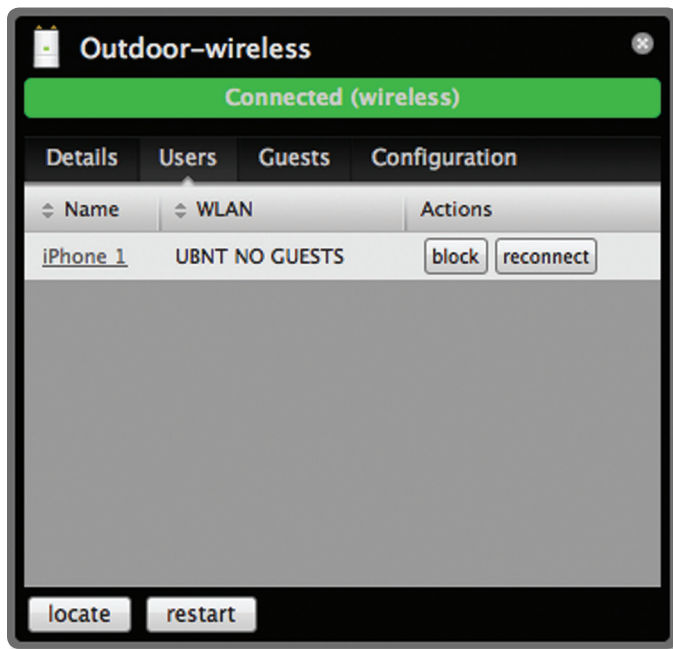 Outdoor-wireless
Connected (wireless)
Details Users Guests Configuration
Name WLAN Actions
iPhone 1 UBNT NO GUESTS block reconnect
locate restart